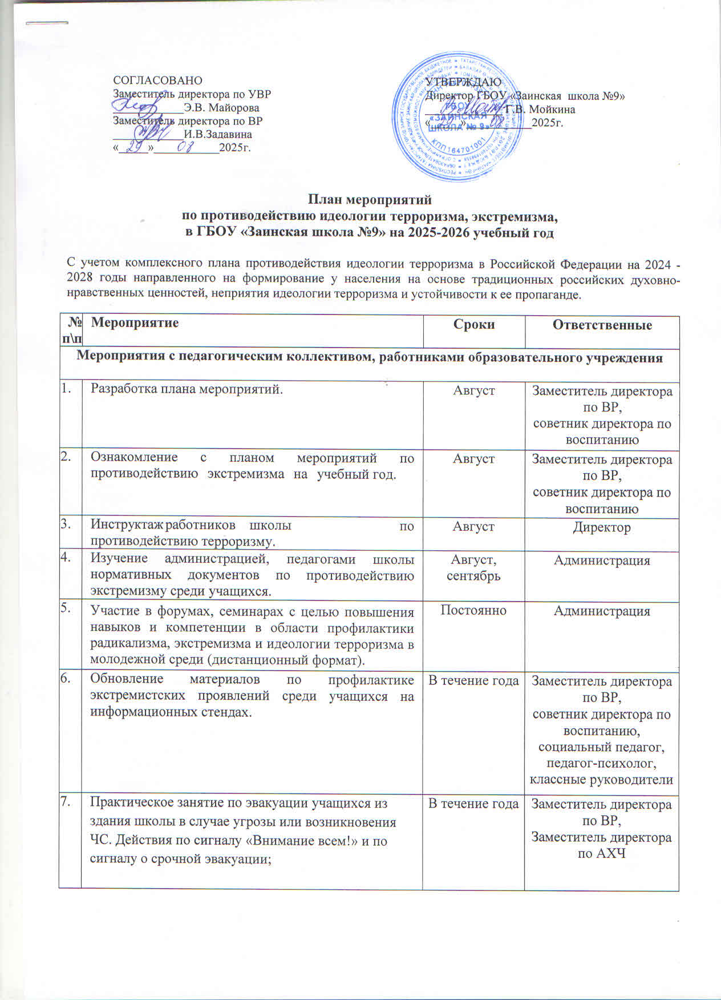 СОГЛАСОВАНО
Заместитель директора по УВР
____________Э.В. Майорова
Заместитель директора по ВР
____________И.В.Задавина
«29»  08  2025г.
УТВЕРЖДАЮ
Директор ГБОУ «Заинская школа №9»
____________Г.В. Мойкина
«29»  08  2025г.
ГБОУ
«ЗАИНСКАЯ
ШКОЛА № 9»
КПП164701001
План мероприятий
по противодействию идеологии терроризма, экстремизма,
в ГБОУ «Заинская школа №9» на 2025-2026 учебный год
С учетом комплексного плана противодействия идеологии терроризма в Российской Федерации на 2024 -
2028 годы направленного на формирование у населения на основе традиционных российских духовно-
нравственных ценностей, неприятия идеологии терроризма и устойчивости к ее пропаганде.
№ Мероприятие Сроки Ответственные
п\п
Мероприятия с педагогическим коллективом, работниками образовательного учреждения
1. Разработка плана мероприятий. Август Заместитель директора
по ВР,
советник директора по
воспитанию
2. Ознакомление с планом мероприятий по Август Заместитель директора
противодействию экстремизма на учебный год. по ВР,
советник директора по
воспитанию
3. Инструктаж работников школы по Август Директор
противодействию терроризму.
4. Изучение администрацией, педагогами школы Август, Администрация
нормативных документов по противодействию сентябрь
экстремизму среди учащихся.
5. Участие в форумах, семинарах с целью повышения Постоянно Администрация
навыков и компетенции в области профилактики
радикализма, экстремизма и идеологии терроризма в
молодежной среди (дистанционный формат).
6. Обновление материалов по профилактике В течение года Заместитель директора
экстремистских проявлений среди учащихся на по ВР,
информационных стендах. советник директора по
воспитанию,
социальный педагог,
педагог-психолог,
классные руководители
7. Практическое занятие по эвакуации учащихся из В течение года Заместитель директора
здания школы в случае угрозы или возникновения по ВР,
ЧС. Действия по сигналу «Внимание всем!» и по Заместитель директора
сигналу о срочной эвакуации; по АХЧ